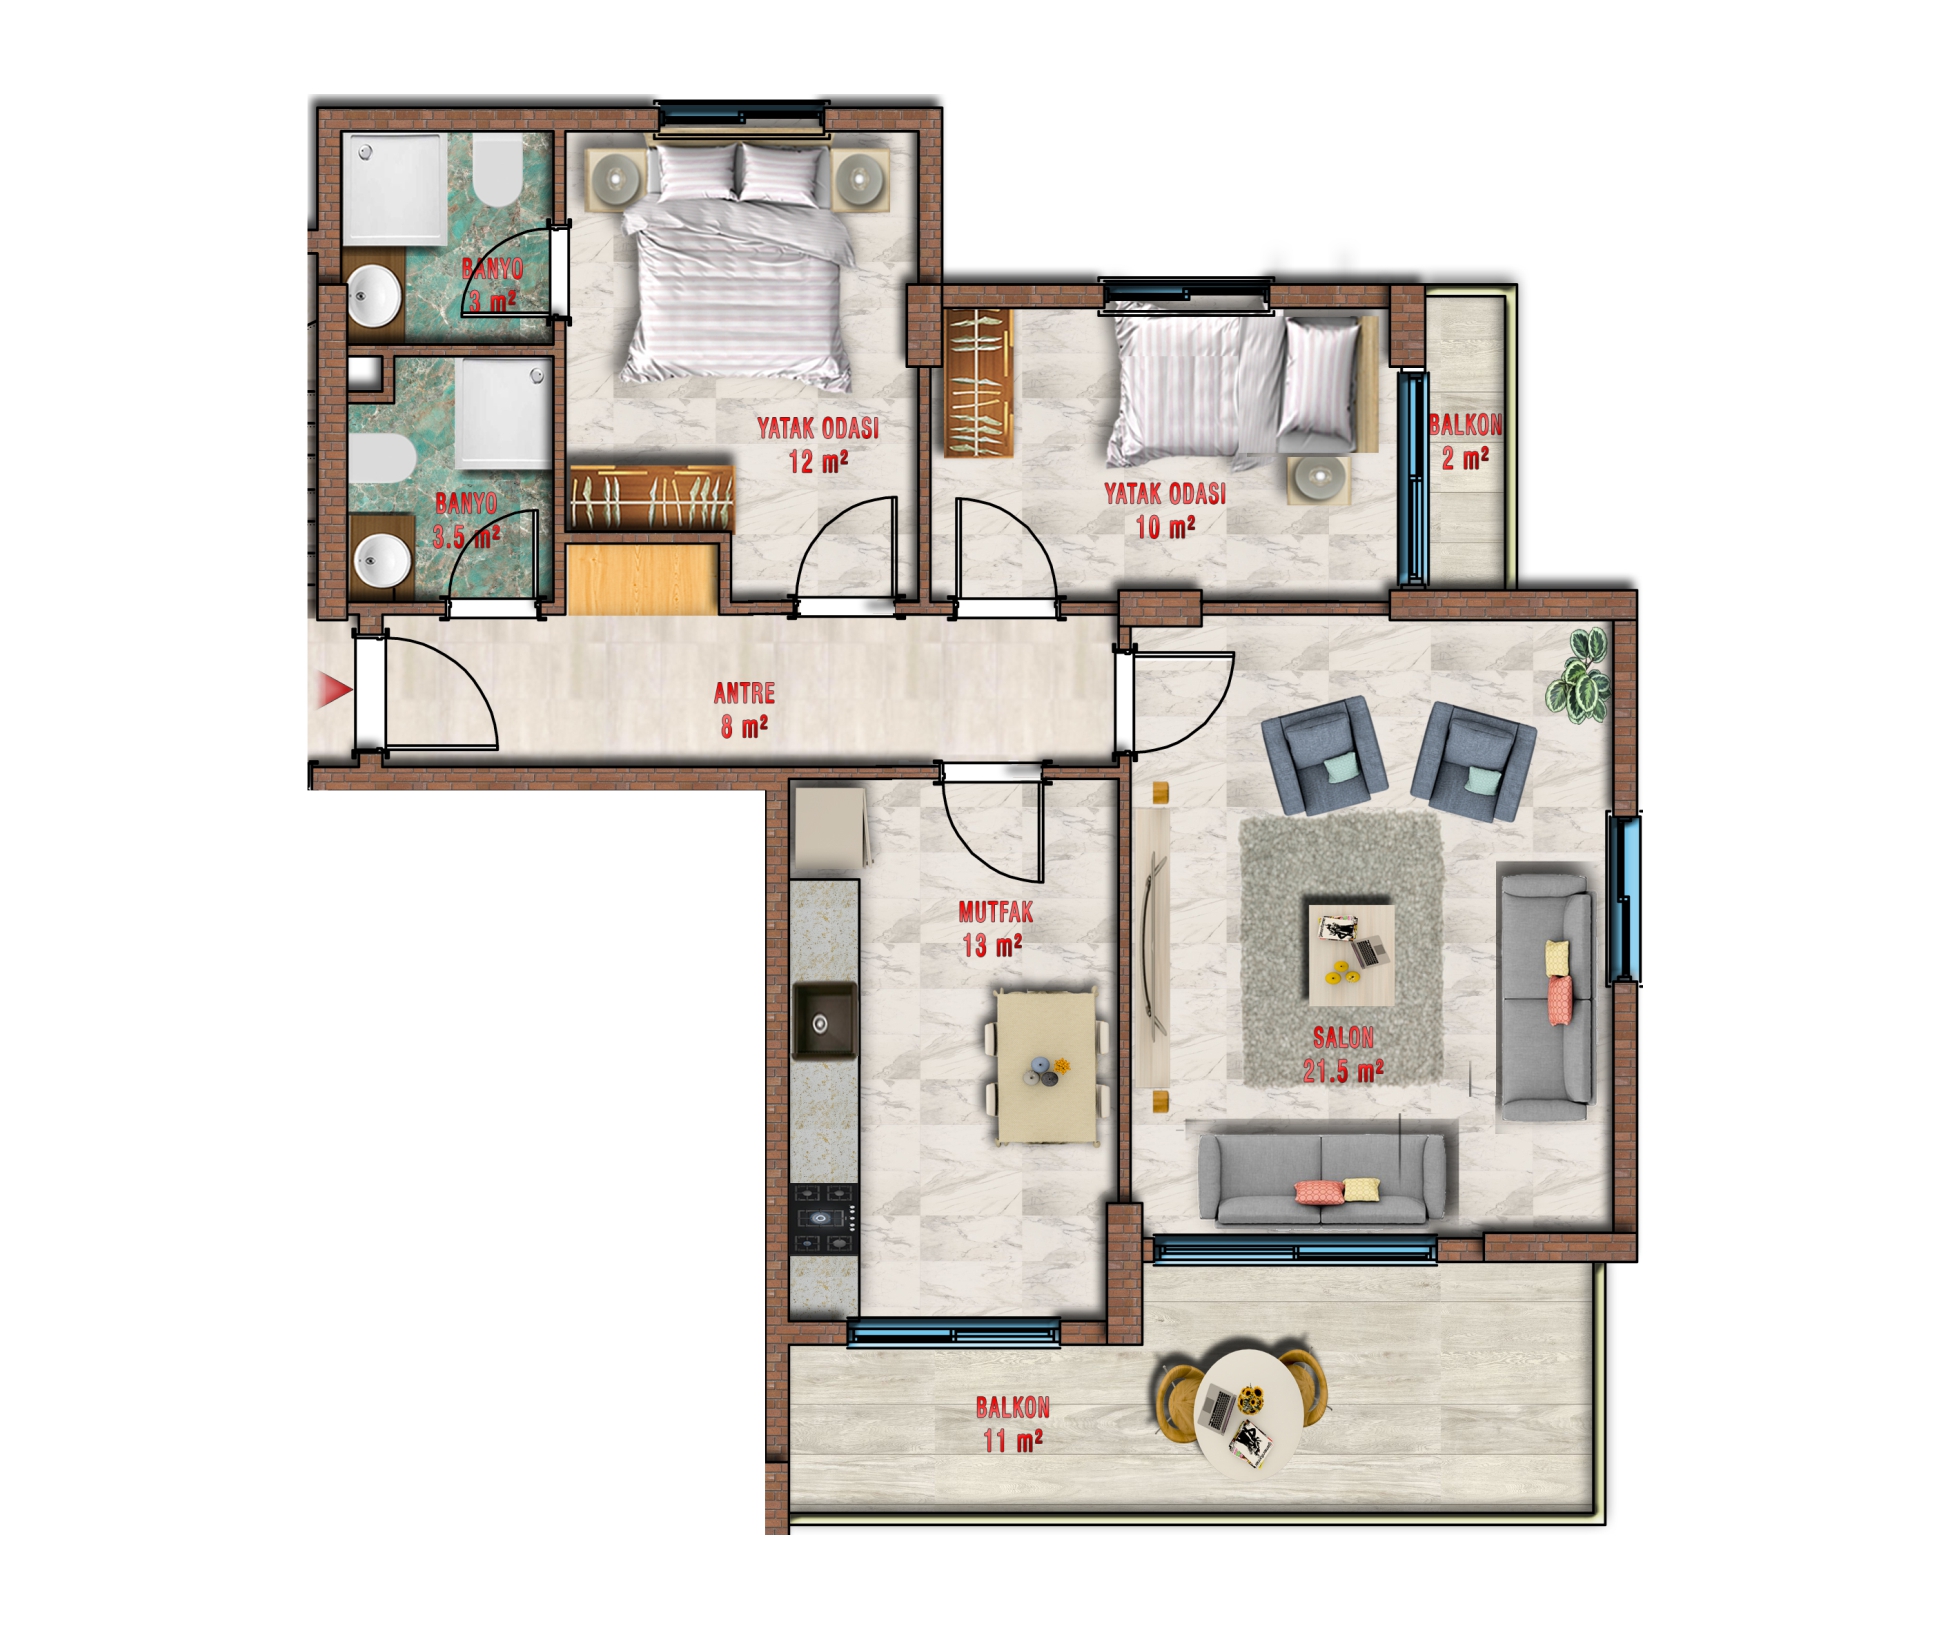 BANYO
3 m²
YATAK ODASI
12 m²
BALKON
2 m²
YATAK ODASI
10 m²
BANYO
3.5 m²
ANTRE
8 m²
MUTFAK
13 m²
SALON
21.5 m²
BALKON
11 m²